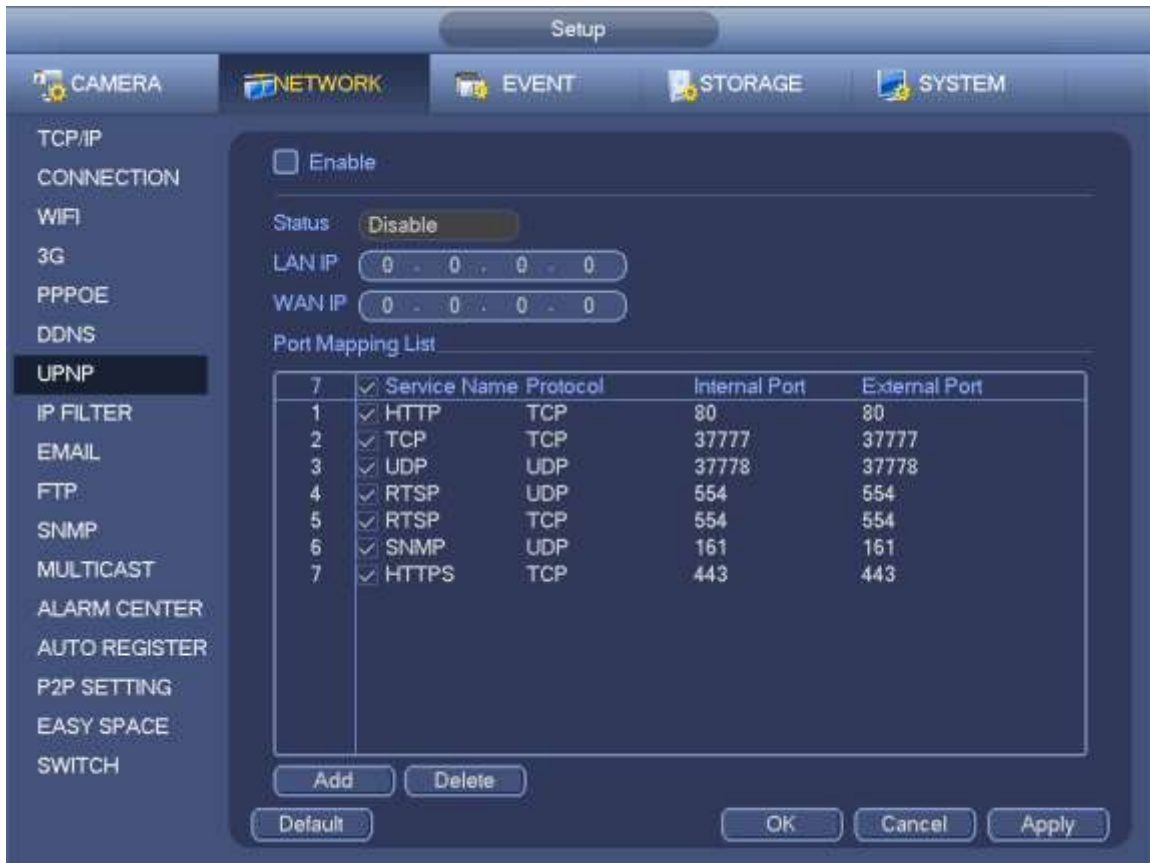 Setup
CAMERA NETWORK EVENT STORAGE SYSTEM
TCP/IP
CONNECTION
WIFI
3G
PPPOE
DDNS
UPNP
IP FILTER
EMAIL
FTP
SNMP
MULTICAST
ALARM CENTER
AUTO REGISTER
P2P SETTING
EASY SPACE
SWITCH
Enable
Status Disable
LAN IP 0 . 0 . 0 . 0
WAN IP 0 . 0 . 0 . 0
Port Mapping List
7 Service Name Protocol Internal Port External Port
1 HTTP TCP 80 80
2 TCP TCP 37777 37777
3 UDP UDP 37778 37778
4 RTSP UDP 554 554
5 RTSP TCP 554 554
6 SNMP UDP 161 161
7 HTTPS TCP 443 443
Add Delete
Default OK Cancel Apply